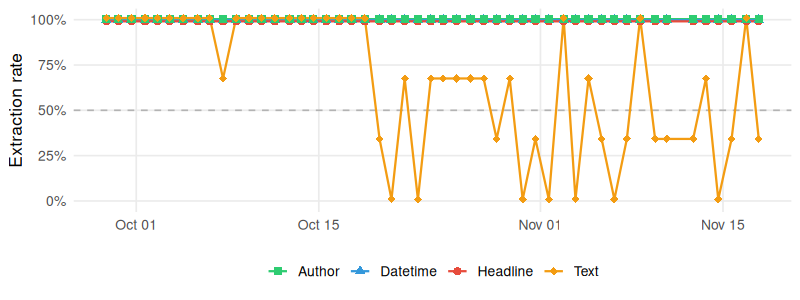 Extraction rate
100%
75%
50%
25%
0%
Oct 01 Oct 15 Nov 01 Nov 15
Author Datetime Headline Text